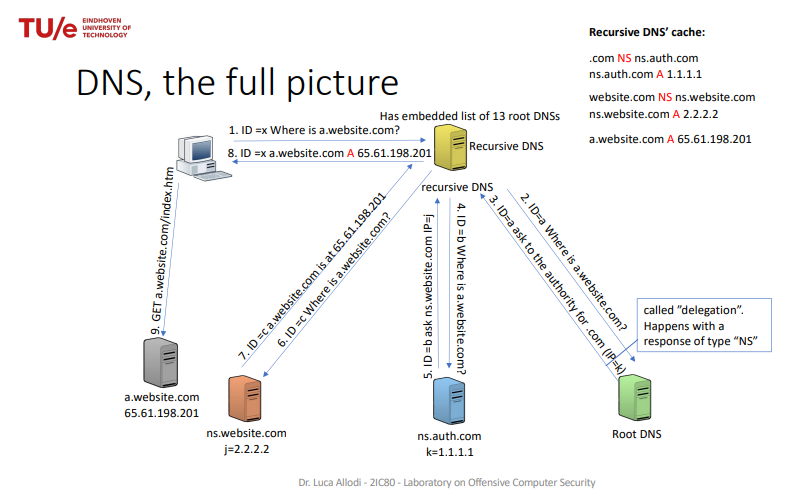 TU/e EINDHOVEN
UNIVERSITY OF
TECHNOLOGY
DNS, the full picture
Recursive DNS' cache:
.com NS ns.auth.com
ns.auth.com A 1.1.1.1
website.com NS ns.website.com
ns.website.com A 2.2.2.2
a.website.com A 65.61.198.201
Has embedded list of 13 root DNSs
1. ID =x Where is a.website.com?
8. ID =x a.website.com A 65.61.198.201
Recursive DNS
recursive DNS
2. ID=a Where is a.website.com?
3. ID=a ask to the authority for .com (IP=k)
4. ID =b Where is a.website.com?
5. ID =b ask ns.website.com IP=j
6. ID =c Where is a.website.com?
7. ID =c a.website.com is at 65.61.198.201
9. GET a.website.com/index.htm
called "delegation".
Happens with a
response of type "NS"
a.website.com
65.61.198.201
ns.website.com
j=2.2.2.2
ns.auth.com
k=1.1.1.1
Root DNS
Dr. Luca Allodi - 2IC80 - Laboratory on Offensive Computer Security